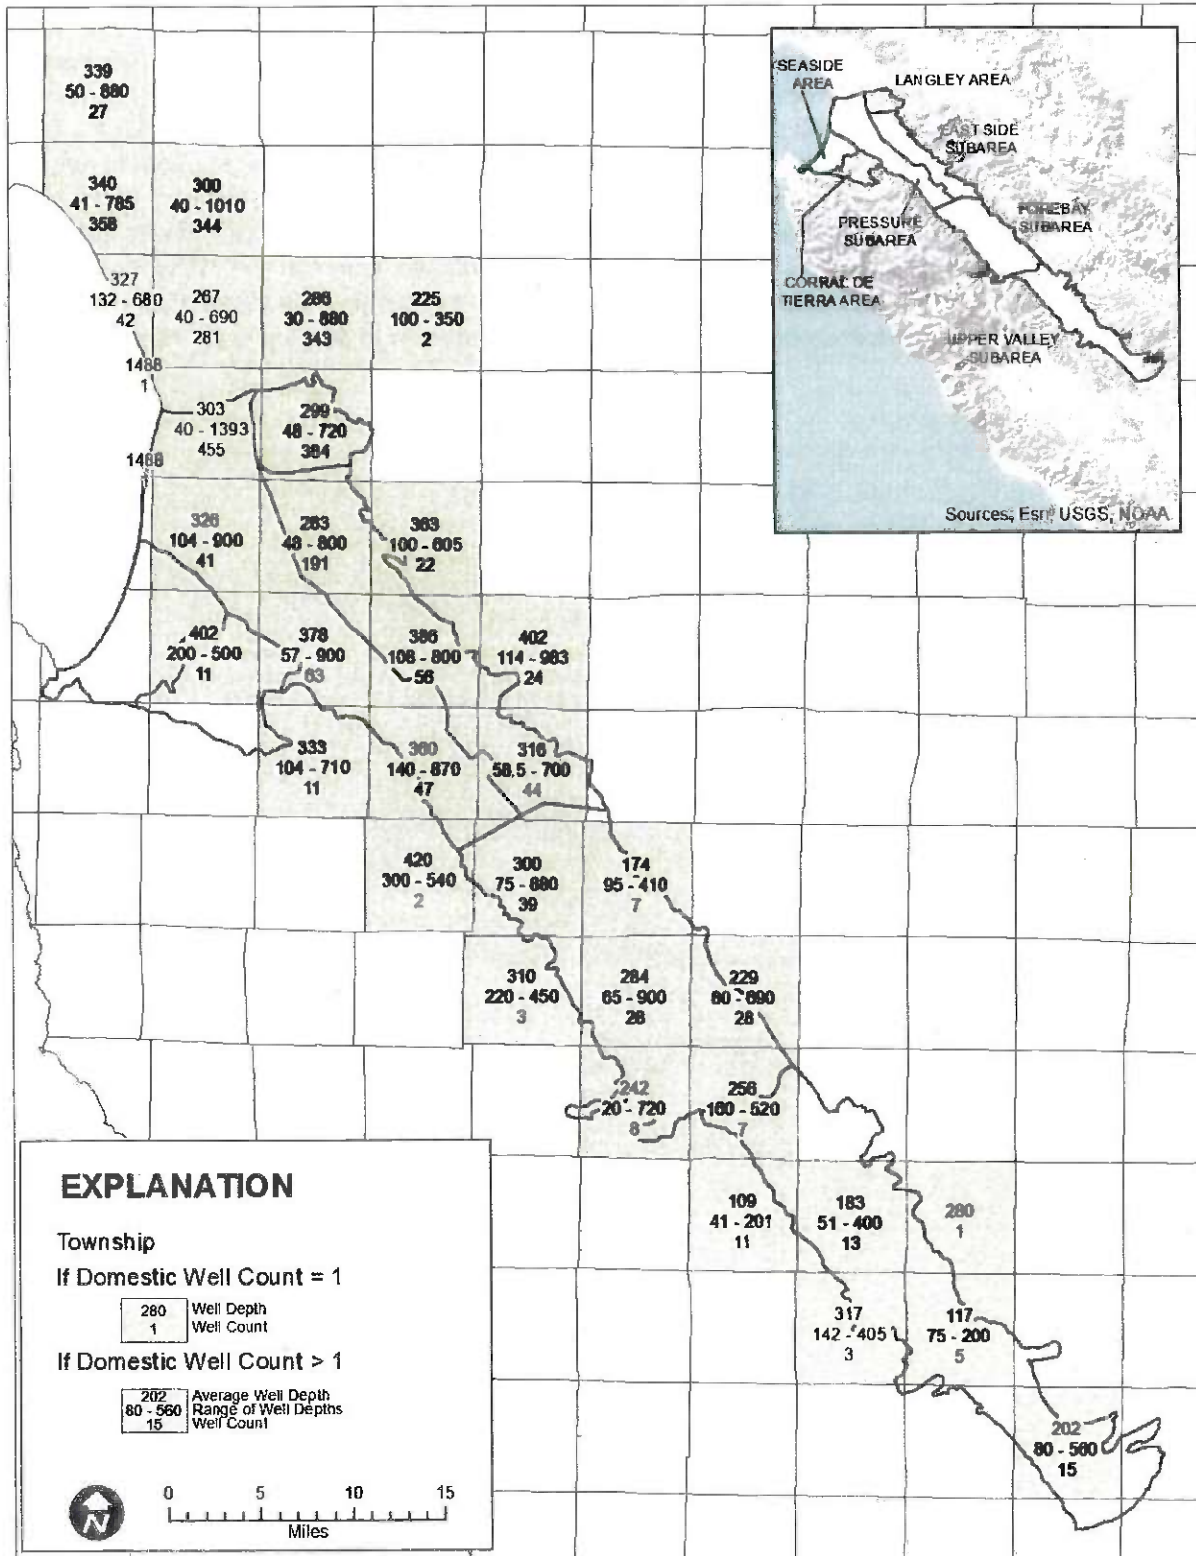 339
50 - 880
27
340
41 - 785
358
300
40 - 1010
344
327
132 - 680
42
267
40 - 690
281
286
30 - 880
343
225
100 - 350
2
1488
1
303
40 - 1393
455
299
48 - 720
384
1488
326
104 - 900
41
263
48 - 800
191
363
100 - 605
22
402
200 - 500
11
378
57 - 900
63
386
108 - 800
56
402
114 - 983
24
333
104 - 710
11
360
140 - 870
47
316
58.5 - 700
44
420
300 - 540
2
300
75 - 880
39
174
95 - 410
7
310
220 - 450
3
284
65 - 900
26
229
60 - 690
28
242
20 - 720
8
256
160 - 520
7
109
41 - 201
11
183
51 - 400
13
280
1
317
142 - 405
3
117
75 - 200
5
202
80 - 560
15
SEASIDE
AREA
LANGLEY AREA
EAST SIDE
SUBAREA
PRESSURE
SUBAREA
FOREBAY
SUBAREA
CORRAL DE
TIERRA AREA
UPPER VALLEY
SUBAREA
Sources: Esri, USGS, NOAA
EXPLANATION
Township
If Domestic Well Count = 1
280 Well Depth
1 Well Count
If Domestic Well Count > 1
202 Average Well Depth
80 - 560 Range of Well Depths
15 Well Count
N
0 5 10 15
Miles